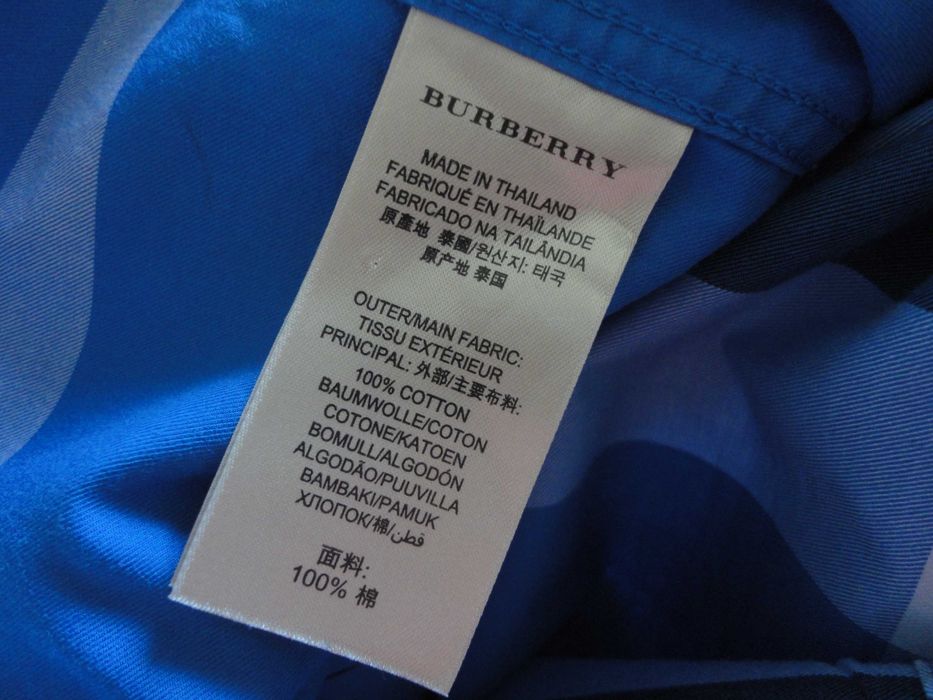 BURBERRY
MADE IN THAILAND
FABRIQUÉ EN THAÏLANDE
FABRICADO NA TAILÂNDIA
原產地 泰國/원산지: 태국
原产地 泰国
OUTER/MAIN FABRIC:
TISSU EXTÉRIEUR
PRINCIPAL: 外部/主要布料:
100% COTTON
BAUMWOLLE/COTON
COTONE/KATOEN
BOMULL/ALGODÓN
ALGODÃO/PUUVILLA
BAMBAKI/PAMUK
ХЛОПОК/棉/قطن
面料:
100% 棉